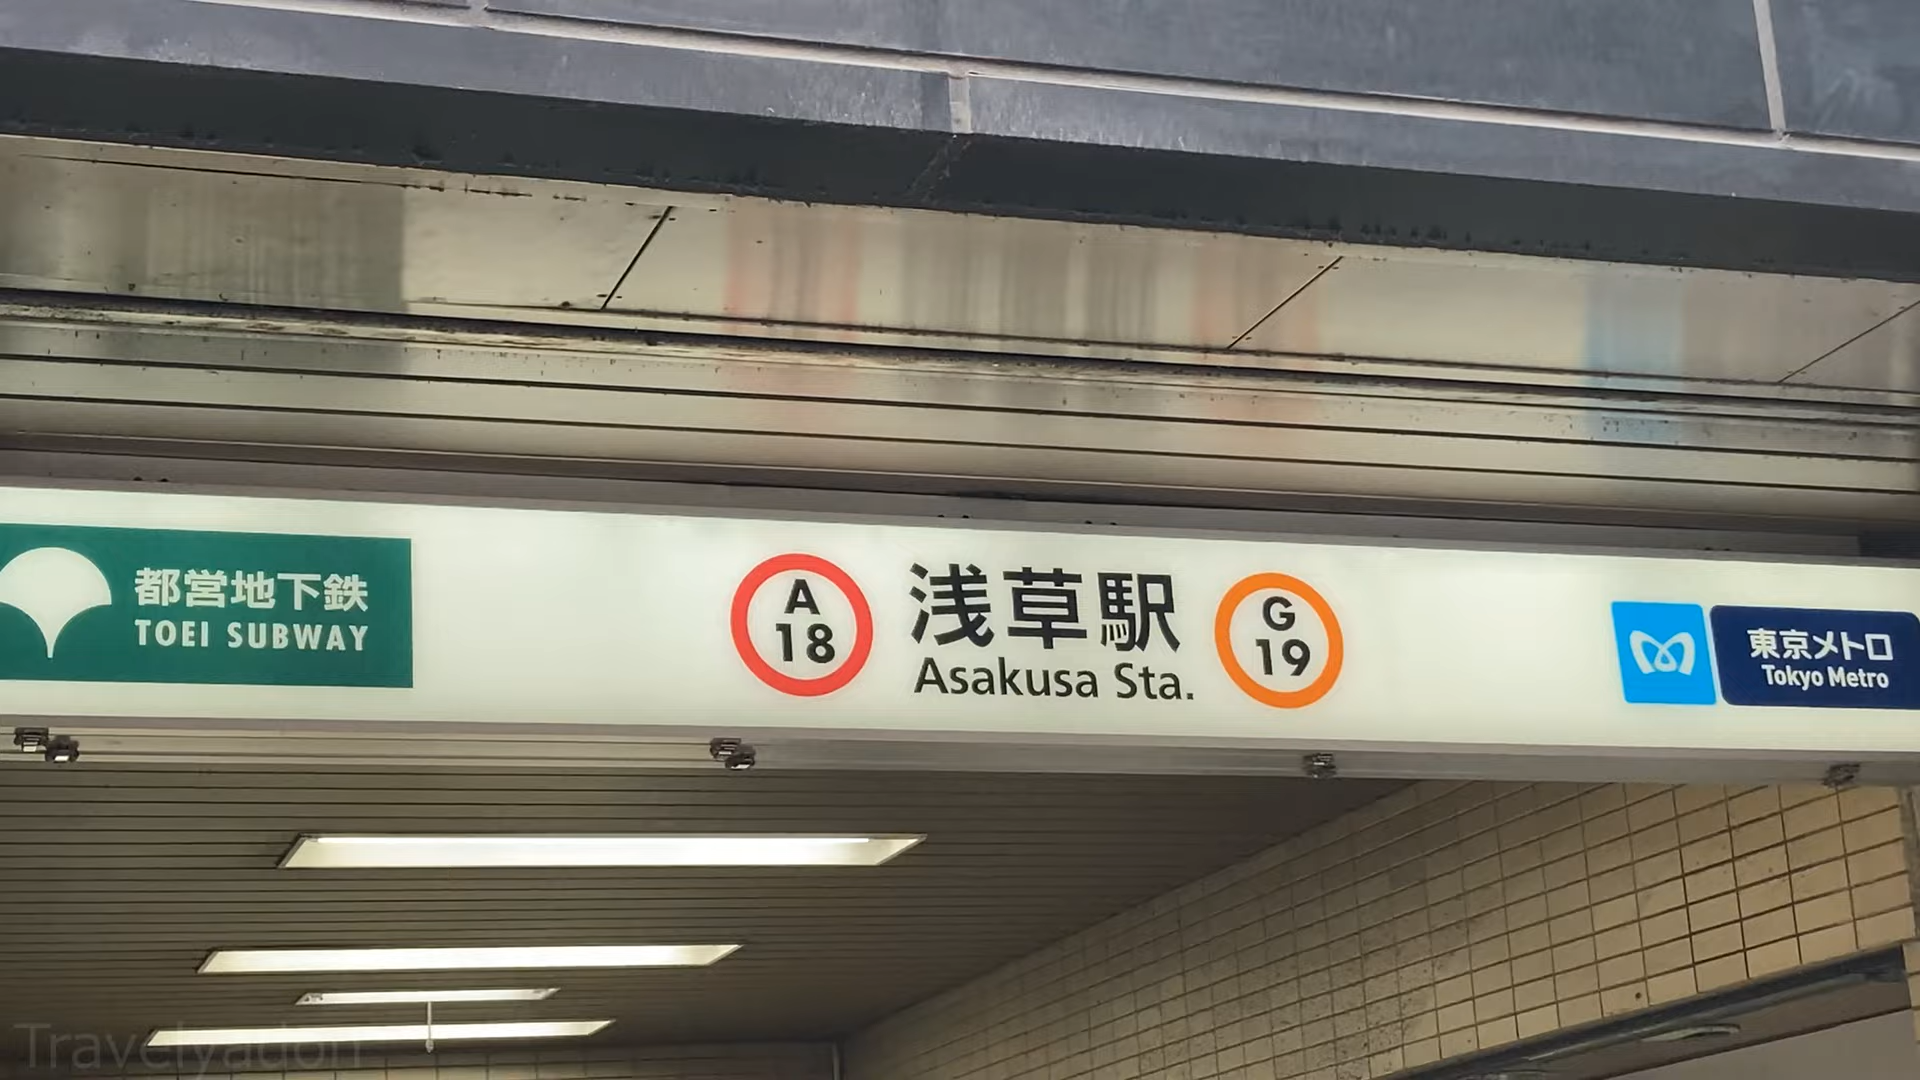 都営地下鉄
TOEI SUBWAY
A
18
浅草駅
Asakusa Sta.
G
19
東京メトロ
Tokyo Metro
Travelyadori